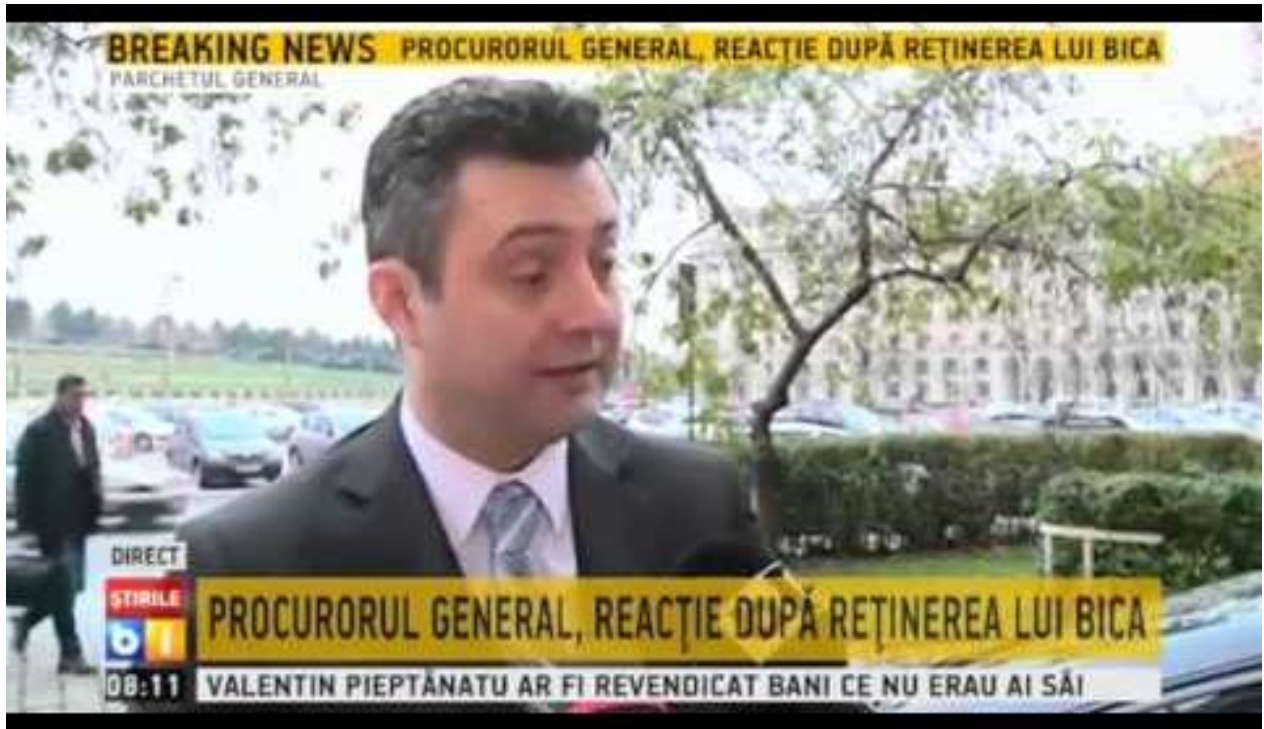 BREAKING NEWS PROCURORUL GENERAL, REACȚIE DUPĂ REȚINEREA LUI BICA
PARCHETUL GENERAL
DIRECT
ȘTIRILE
b1
PROCURORUL GENERAL, REACȚIE DUPĂ REȚINEREA LUI BICA
08:11 VALENTIN PIEPTĂNATU AR FI REVENDICAT BANI CE NU ERAU AI SĂI